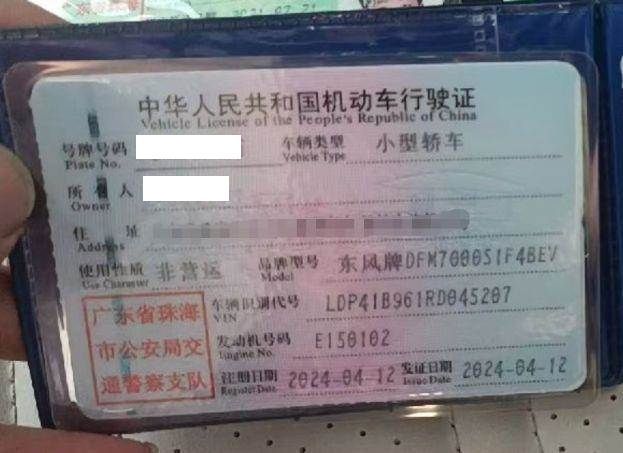 中华人民共和国机动车行驶证
Vehicle License of the People's Republic of China
号牌号码 车辆类型 小型轿车
Plate No. Vehicle Type
所有人
Owner
住址
Address
使用性质 非营运 品牌型号 东风牌DFM7000S1F4BEV
Use Character Model
广东省珠海市公安局交通警察支队
车辆识别代号 LDP41B961RD045207
VIN
发动机号码 E150102
Engine No.
注册日期 2024-04-12 发证日期 2024-04-12
Register Date Issue Date